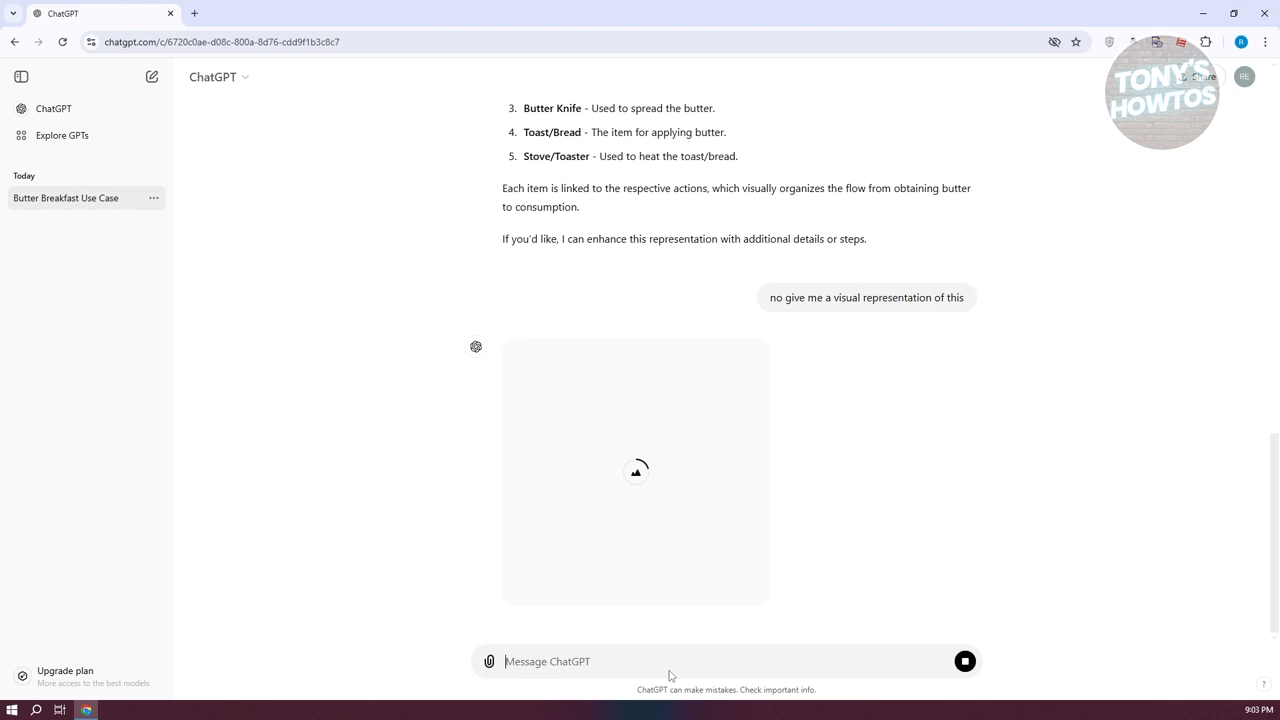 ChatGPT
chatgpt.com/c/6720c0ae-d08c-800a-8d76-cdd9f1b3c8c7
R
ChatGPT
Share
RE
TONY'S
HOWTOS
ChatGPT
Explore GPTs
Today
Butter Breakfast Use Case
3. Butter Knife - Used to spread the butter.
4. Toast/Bread - The item for applying butter.
5. Stove/Toaster - Used to heat the toast/bread.
Each item is linked to the respective actions, which visually organizes the flow from obtaining butter
to consumption.
If you'd like, I can enhance this representation with additional details or steps.
no give me a visual representation of this
Message ChatGPT
ChatGPT can make mistakes. Check important info.
?
Upgrade plan
More access to the best models
9:03 PM